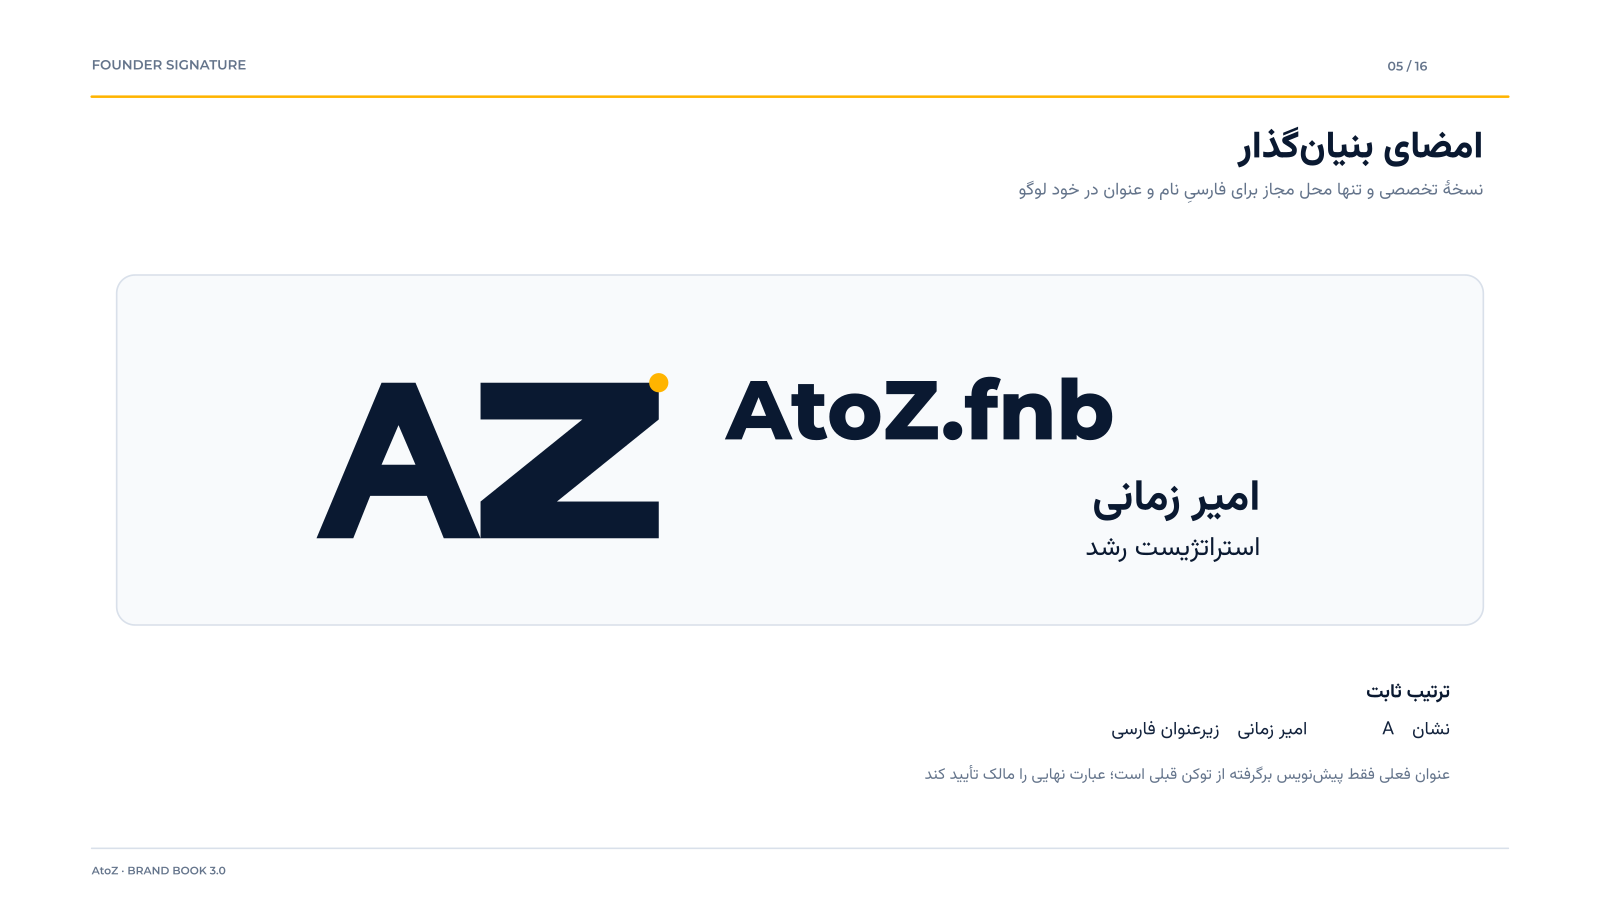 FOUNDER SIGNATURE
05 / 16
امضای بنیان‌گذار
نسخهٔ تخصصی و تنها محل مجاز برای فارسیِ نام و عنوان در خود لوگو
AZ
AtoZ.fnb
امیر زمانی
استراتژیست رشد
ترتیب ثابت
نشان A امیر زمانی زیرعنوان فارسی
عنوان فعلی فقط پیش‌نویس برگرفته از توکن قبلی است؛ عبارت نهایی را مالک تأیید کند
AtoZ · BRAND BOOK 3.0